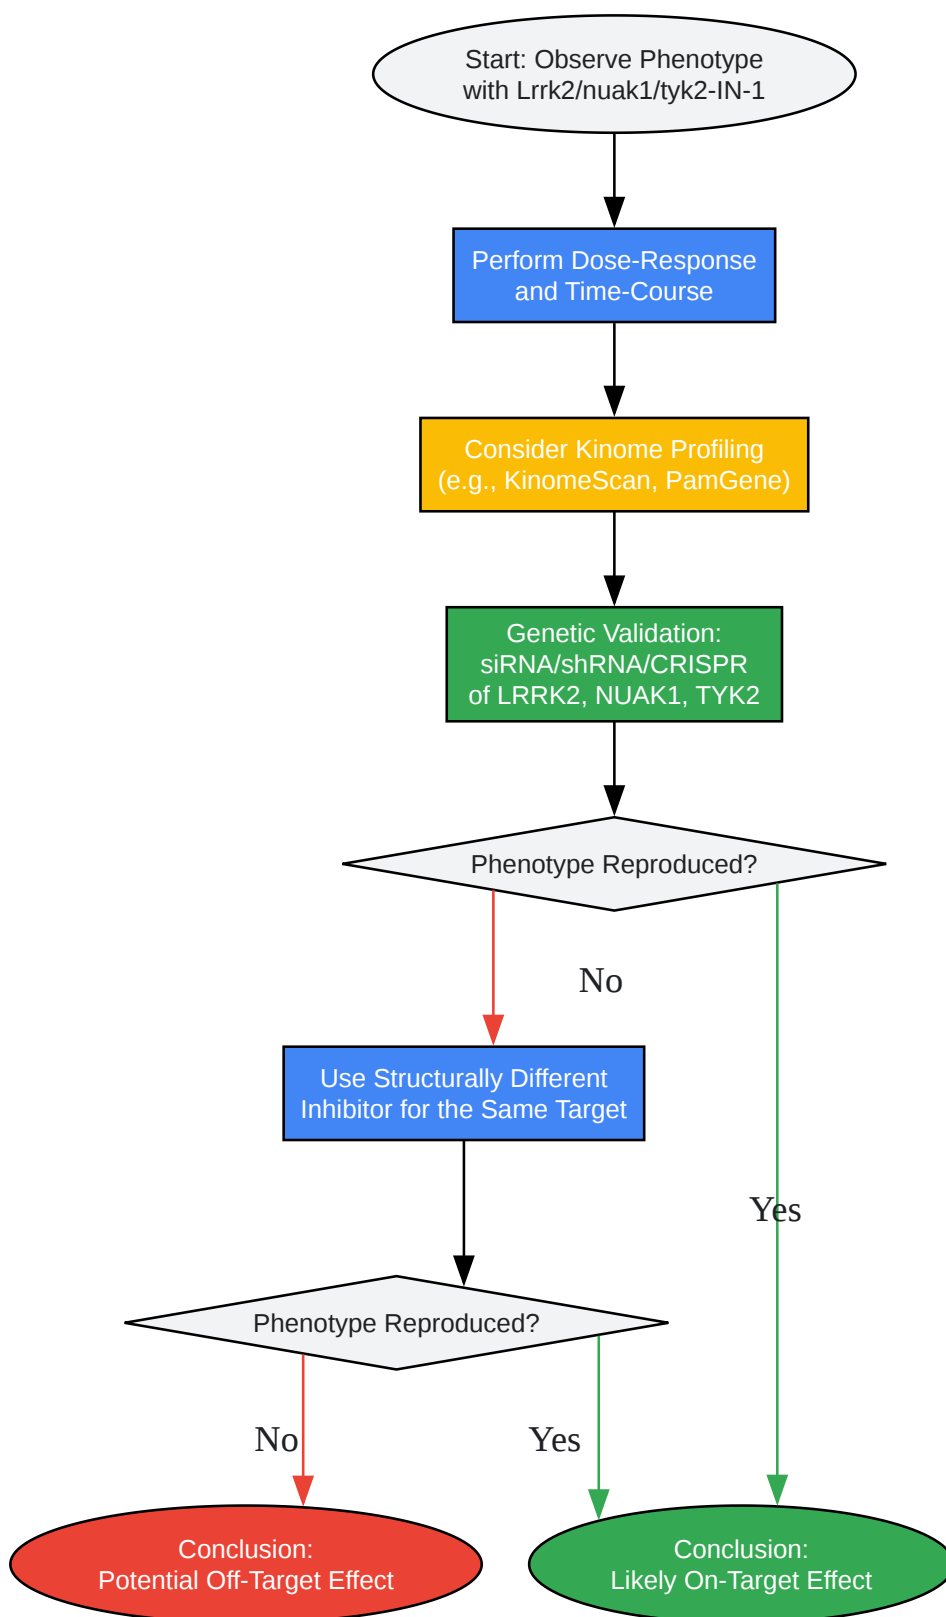 Start: Observe Phenotype
with Lrrk2/nuak1/tyk2-IN-1
Perform Dose-Response
and Time-Course
Consider Kinome Profiling
(e.g., KinomeScan, PamGene)
Genetic Validation:
siRNA/shRNA/CRISPR
of LRRK2, NUAK1, TYK2
Phenotype Reproduced?
No
Use Structurally Different
Inhibitor for the Same Target
Yes
Phenotype Reproduced?
No
Yes
Conclusion:
Potential Off-Target Effect
Conclusion:
Likely On-Target Effect